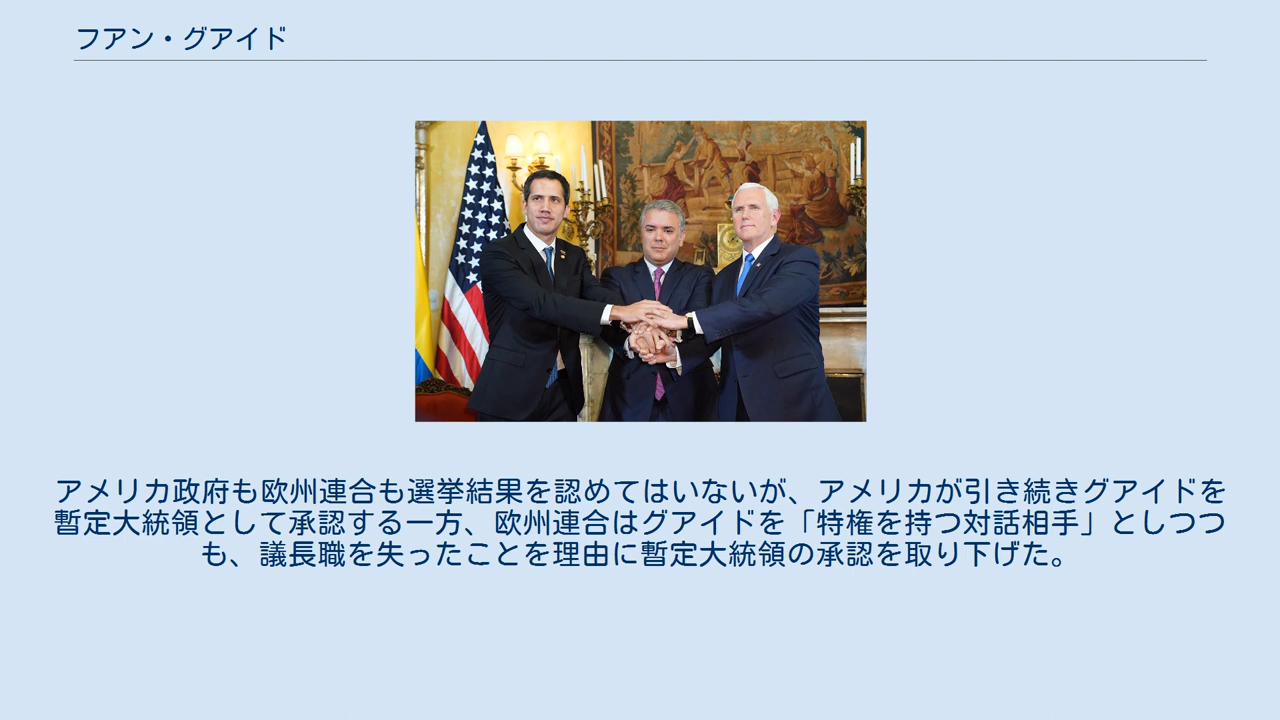 フアン・グアイド
アメリカ政府も欧州連合も選挙結果を認めてはいないが、アメリカが引き続きグアイドを
暫定大統領として承認する一方、欧州連合はグアイドを「特権を持つ対話相手」としつつ
も、議長職を失ったことを理由に暫定大統領の承認を取り下げた。